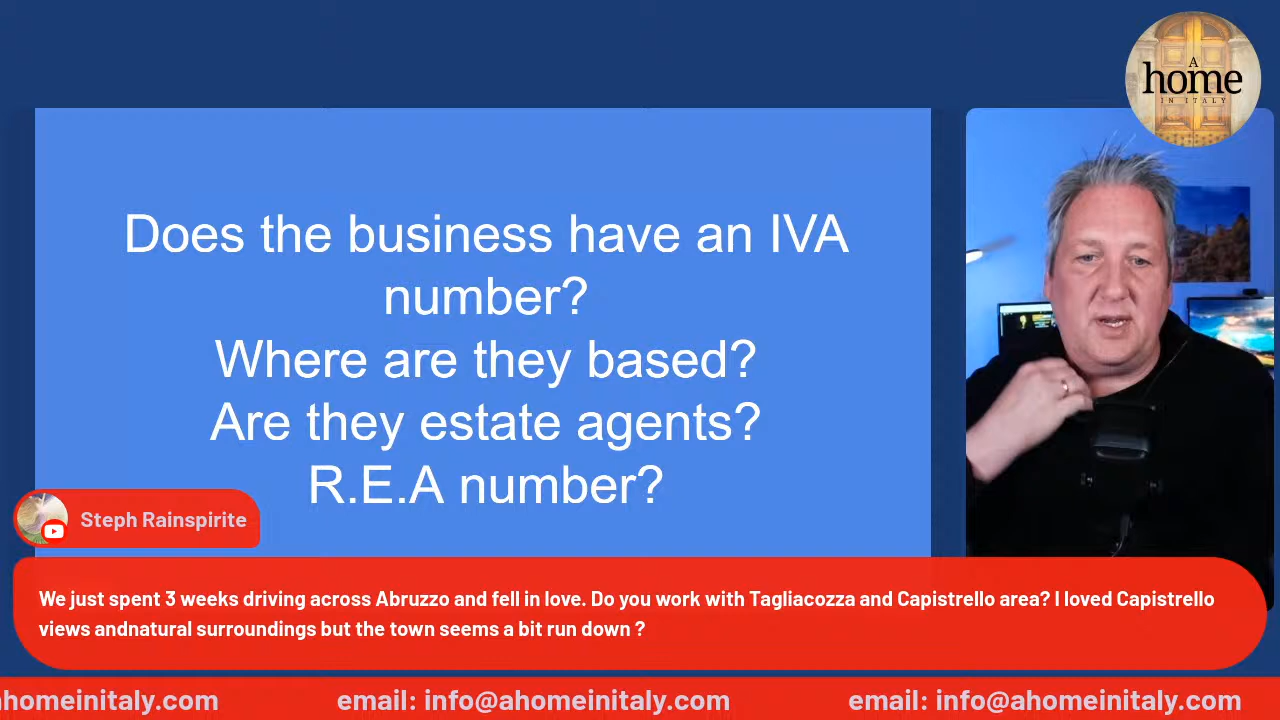 A
home
IN ITALY
Does the business have an IVA
number?
Where are they based?
Are they estate agents?
R.E.A number?
Steph Rainspirite
We just spent 3 weeks driving across Abruzzo and fell in love. Do you work with Tagliacozza and Capistrello area? I loved Capistrello
views andnatural surroundings but the town seems a bit run down ?
ahomeinitaly.com email: info@ahomeinitaly.com email: info@ahomeinitaly.com